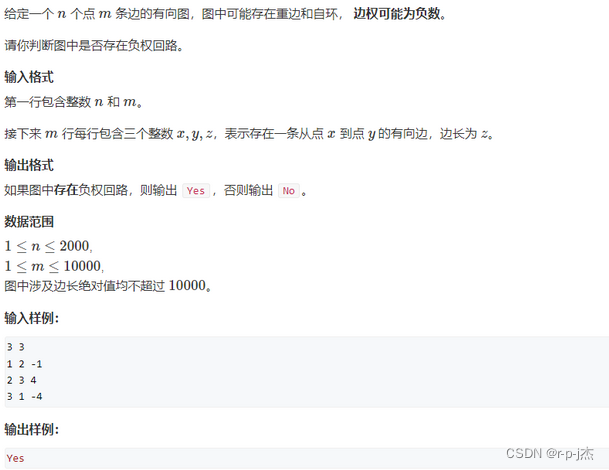 给定一个 n 个点 m 条边的有向图，图中可能存在重边和自环， 边权可能为负数。
请你判断图中是否存在负权回路。
输入格式
第一行包含整数 n 和 m。
接下来 m 行每行包含三个整数 x, y, z，表示存在一条从点 x 到点 y 的有向边，边长为 z。
输出格式
如果图中存在负权回路，则输出 Yes ，否则输出 No 。
数据范围
1 ≤ n ≤ 2000,
1 ≤ m ≤ 10000,
图中涉及边长绝对值均不超过 10000。
输入样例：
3 3
1 2 -1
2 3 4
3 1 -4
输出样例：
Yes
CSDN @r-p-j杰